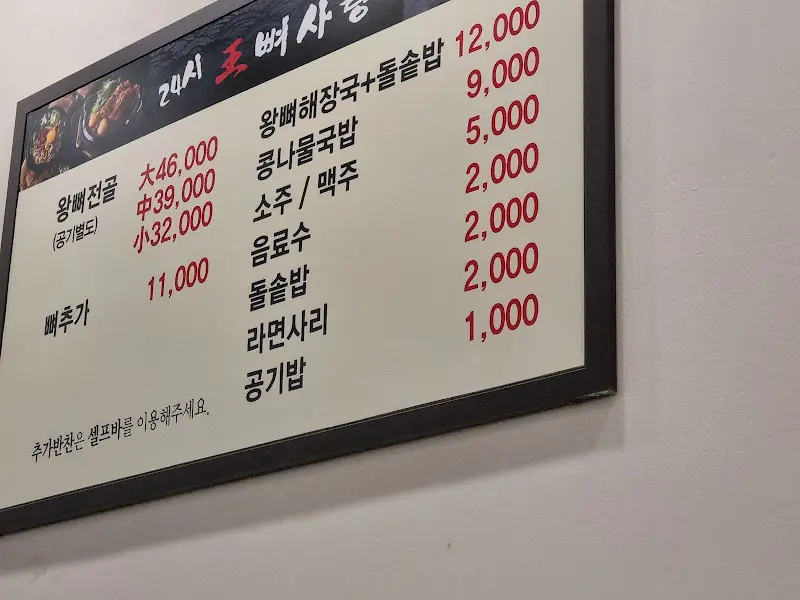 24시 王뼈사랑
왕뼈전골 大46,000
(공기별도) 中39,000
小32,000
뼈추가 11,000
왕뼈해장국+돌솥밥 12,000
콩나물국밥 9,000
소주 / 맥주 5,000
음료수 2,000
돌솥밥 2,000
라면사리 2,000
공기밥 1,000
추가반찬은 셀프바를 이용해주세요.